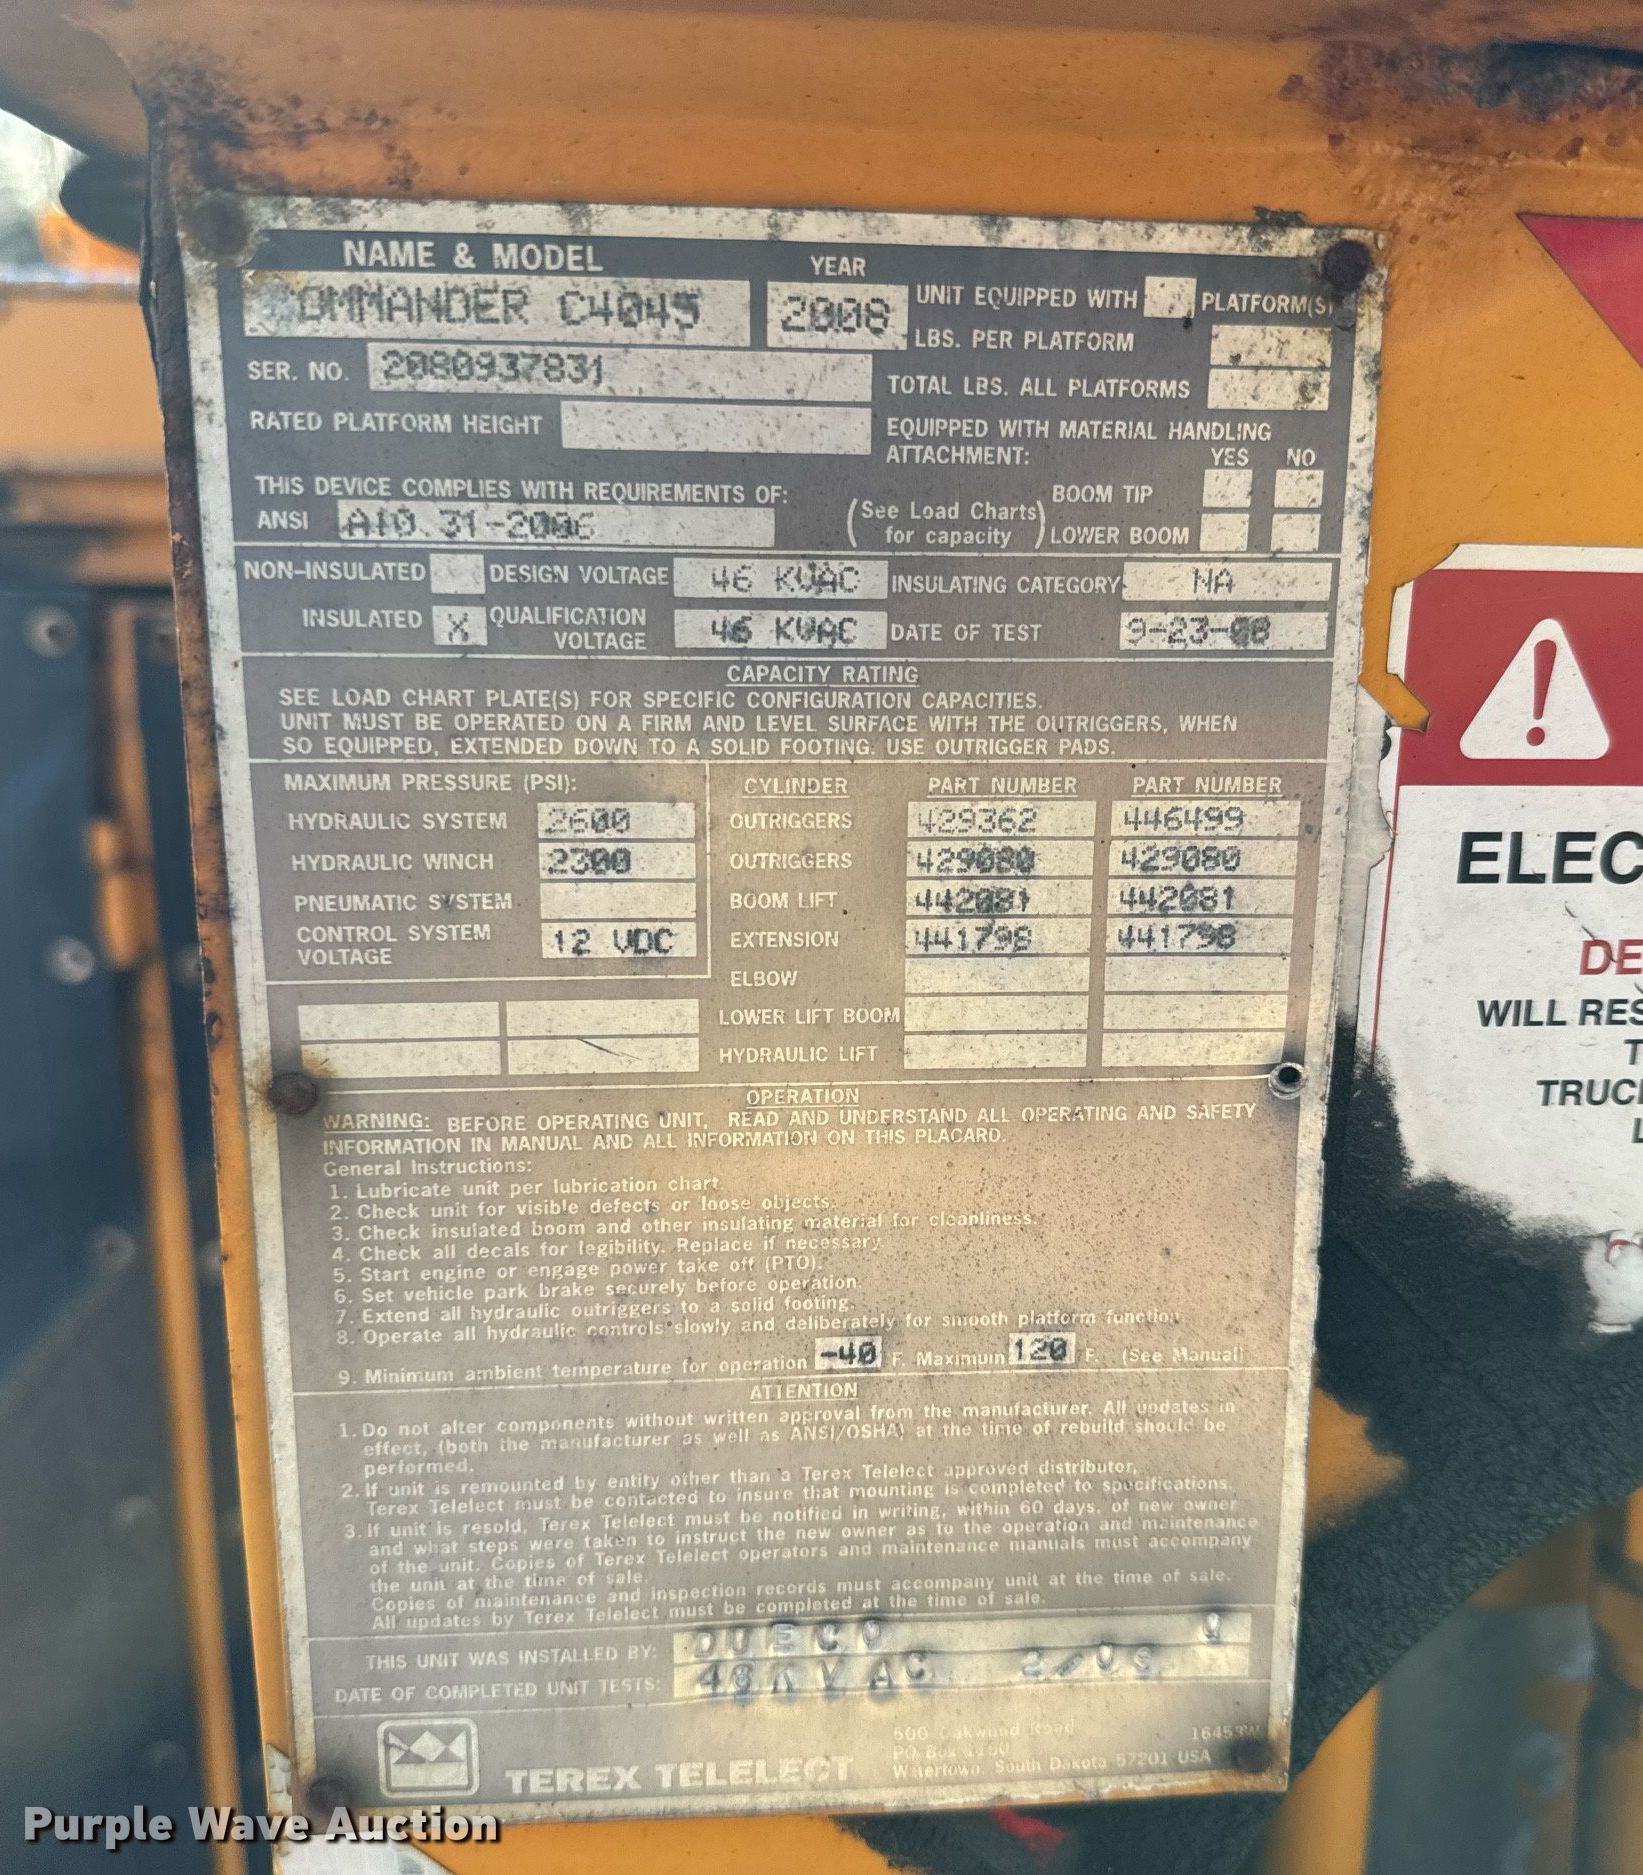 NAME & MODEL
YEAR
OMMANDER C4045
2008
UNIT EQUIPPED WITH PLATFORM(S)
LBS. PER PLATFORM
SER. NO. 2080937831
TOTAL LBS. ALL PLATFORMS
RATED PLATFORM HEIGHT
EQUIPPED WITH MATERIAL HANDLING
ATTACHMENT:
YES NO
THIS DEVICE COMPLIES WITH REQUIREMENTS OF:
ANSI A10.31-2006
(See Load Charts
for capacity)
BOOM TIP
LOWER BOOM
NON-INSULATED DESIGN VOLTAGE 46 KVAC INSULATING CATEGORY NA
INSULATED X QUALIFICATION
VOLTAGE 46 KVAC DATE OF TEST 9-23-08
CAPACITY RATING
SEE LOAD CHART PLATE(S) FOR SPECIFIC CONFIGURATION CAPACITIES.
UNIT MUST BE OPERATED ON A FIRM AND LEVEL SURFACE WITH THE OUTRIGGERS, WHEN
SO EQUIPPED, EXTENDED DOWN TO A SOLID FOOTING. USE OUTRIGGER PADS.
MAXIMUM PRESSURE (PSI):
HYDRAULIC SYSTEM 2600
HYDRAULIC WINCH 2300
PNEUMATIC SYSTEM
CONTROL SYSTEM
VOLTAGE 12 VDC
CYLINDER PART NUMBER PART NUMBER
OUTRIGGERS 429362 446499
OUTRIGGERS 429080 429080
BOOM LIFT 442081 442081
EXTENSION 441798 441798
ELBOW
LOWER LIFT BOOM
HYDRAULIC LIFT
OPERATION
WARNING: BEFORE OPERATING UNIT, READ AND UNDERSTAND ALL OPERATING AND SAFETY
INFORMATION IN MANUAL AND ALL INFORMATION ON THIS PLACARD.
General Instructions:
1. Lubricate unit per lubrication chart.
2. Check unit for visible defects or loose objects.
3. Check insulated boom and other insulating material for cleanliness.
4. Check all decals for legibility. Replace if necessary.
5. Start engine or engage power take off (PTO).
6. Set vehicle park brake securely before operation.
7. Extend all hydraulic outriggers to a solid footing.
8. Operate all hydraulic controls slowly and deliberately for smooth platform function
9. Minimum ambient temperature for operation -40 F. Maximum 120 F. (See Manual)
ATTENTION
1. Do not alter components without written approval from the manufacturer. All updates in
effect, (both the manufacturer as well as ANSI/OSHA) at the time of rebuild should be
performed.
2. If unit is remounted by entity other than a Terex Telelect approved distributor,
Terex Telelect must be contacted to insure that mounting is completed to specifications.
3. If unit is resold, Terex Telelect must be notified in writing, within 60 days, of new owner
and what steps were taken to instruct the new owner as to the operation and maintenance
of the unit. Copies of Terex Telelect operators and maintenance manuals must accompany
the unit at the time of sale.
Copies of maintenance and inspection records must accompany unit at the time of sale.
All updates by Terex Telelect must be completed at the time of sale.
THIS UNIT WAS INSTALLED BY: DUECO
DATE OF COMPLETED UNIT TESTS: 46KVAC
TEREX TELELECT
500 Oakwood Road
PO Box
Watertown, South Dakota 57201 USA
ELEC
DE
WILL RES
T
TRUC
L
Purple Wave Auction